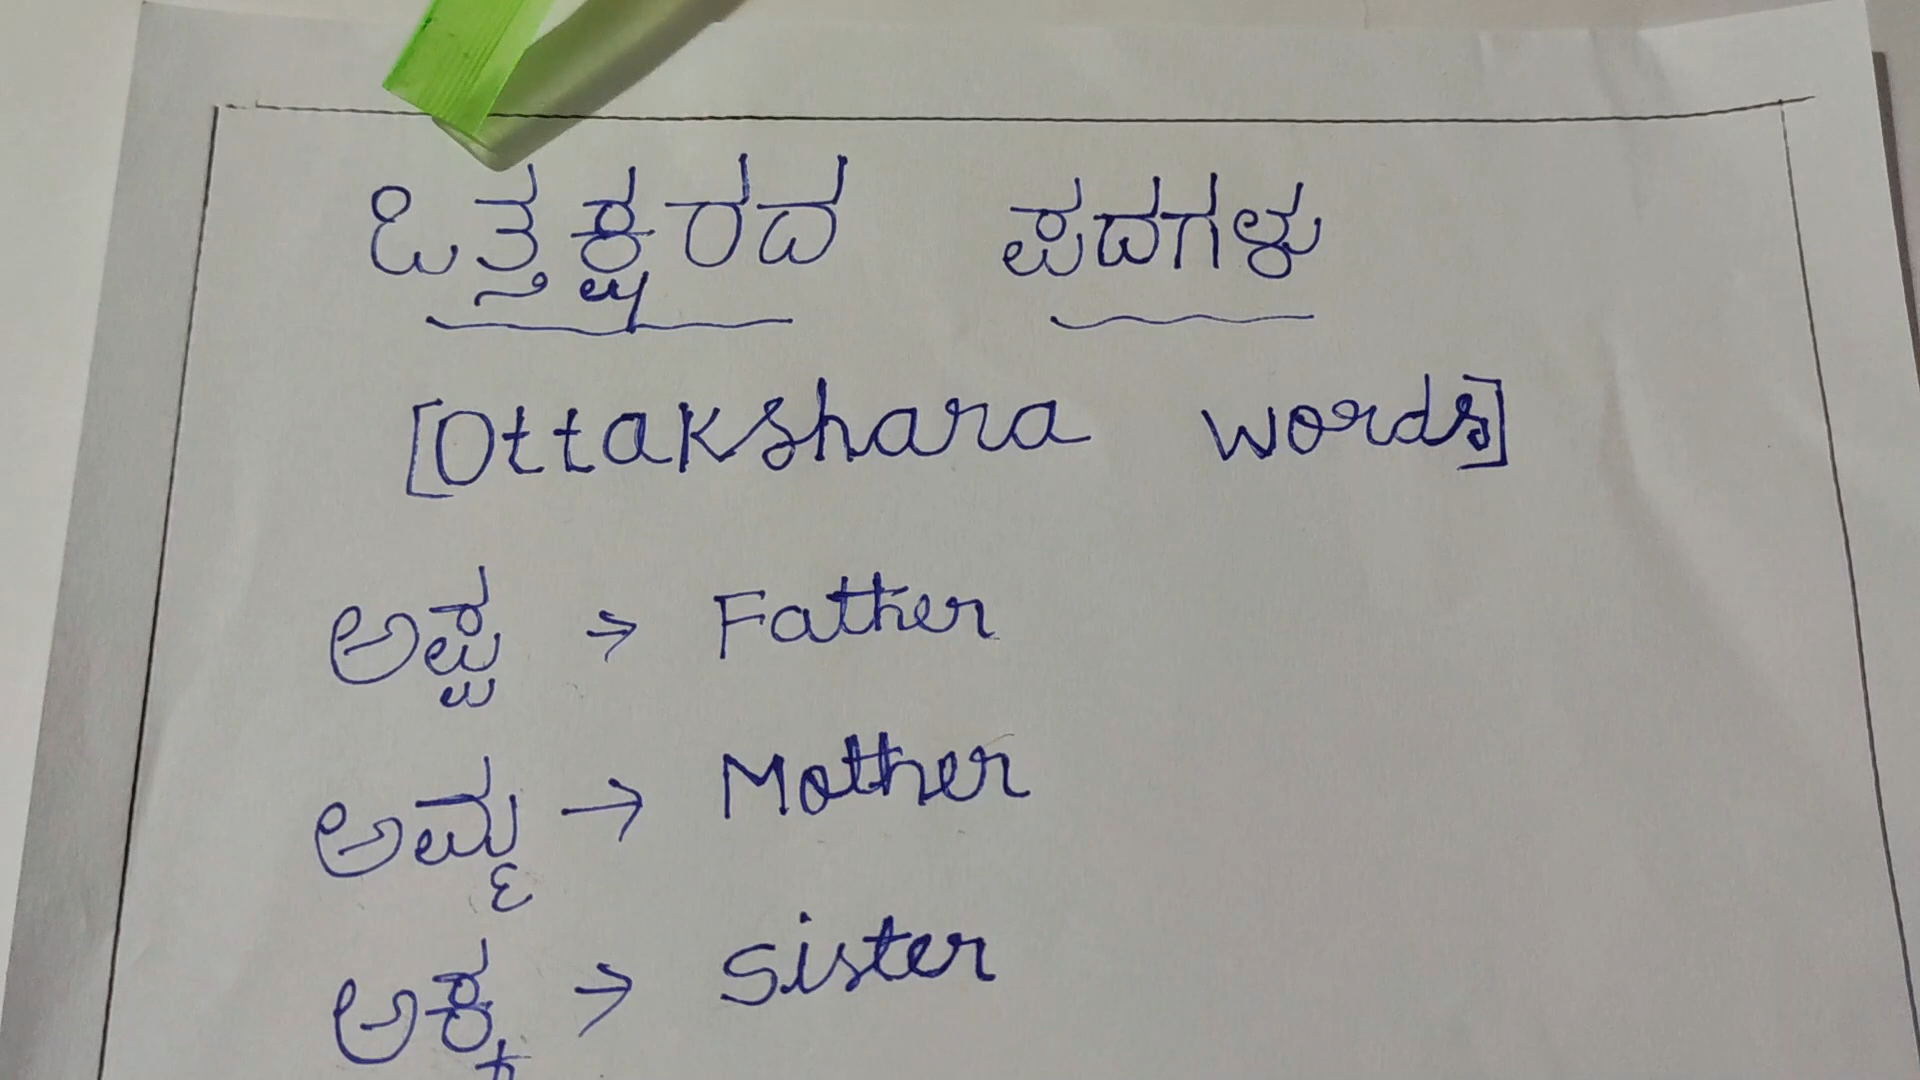 ಒತ್ತಕ್ಷರದ ಪದಗಳು
[Ottakshara words]
ಅಪ್ಪ → Father
ಅಮ್ಮ → Mother
ಅಕ್ಕ → Sister